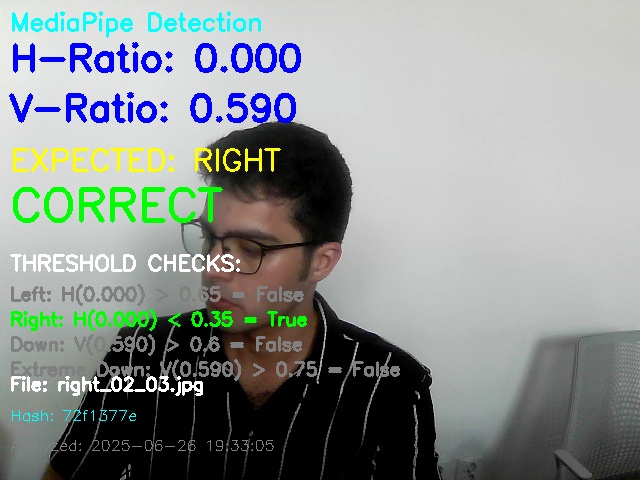 MediaPipe Detection
H-Ratio: 0.000
V-Ratio: 0.590
EXPECTED: RIGHT
CORRECT
THRESHOLD CHECKS:
Left: H(0.000) > 0.65 = False
Right: H(0.000) < 0.35 = True
Down: V(0.590) > 0.6 = False
Extreme Down: V(0.590) > 0.75 = False
File: right_02_03.jpg
Hash: 72f1377e
2025-06-26 19:33:05